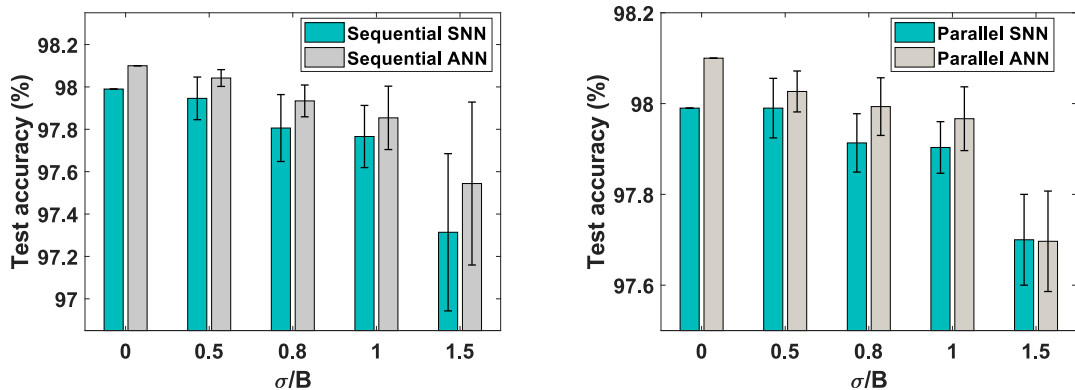 Sequential SNN
Sequential ANN
98.2
98
97.8
97.6
97.4
97.2
97
Test accuracy (%)
0 0.5 0.8 1 1.5
σ/B
Parallel SNN
Parallel ANN
98.2
98
97.8
97.6
Test accuracy (%)
0 0.5 0.8 1 1.5
σ/B